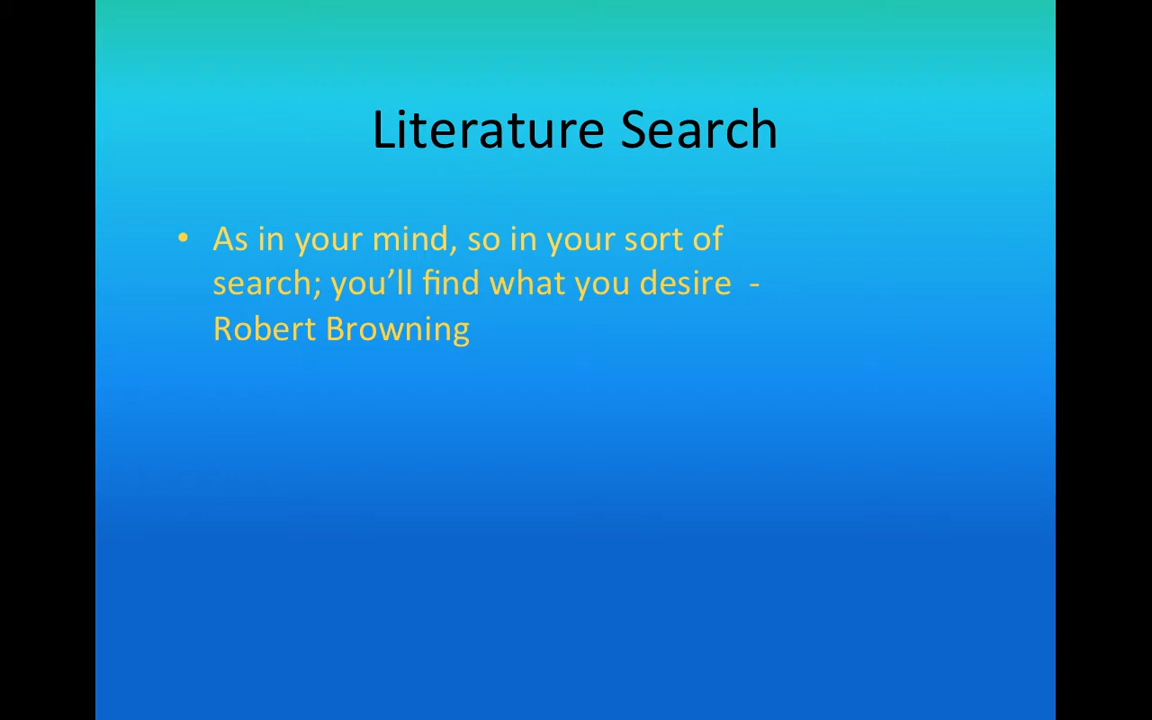 Literature Search
• As in your mind, so in your sort of
search; you’ll find what you desire -
Robert Browning